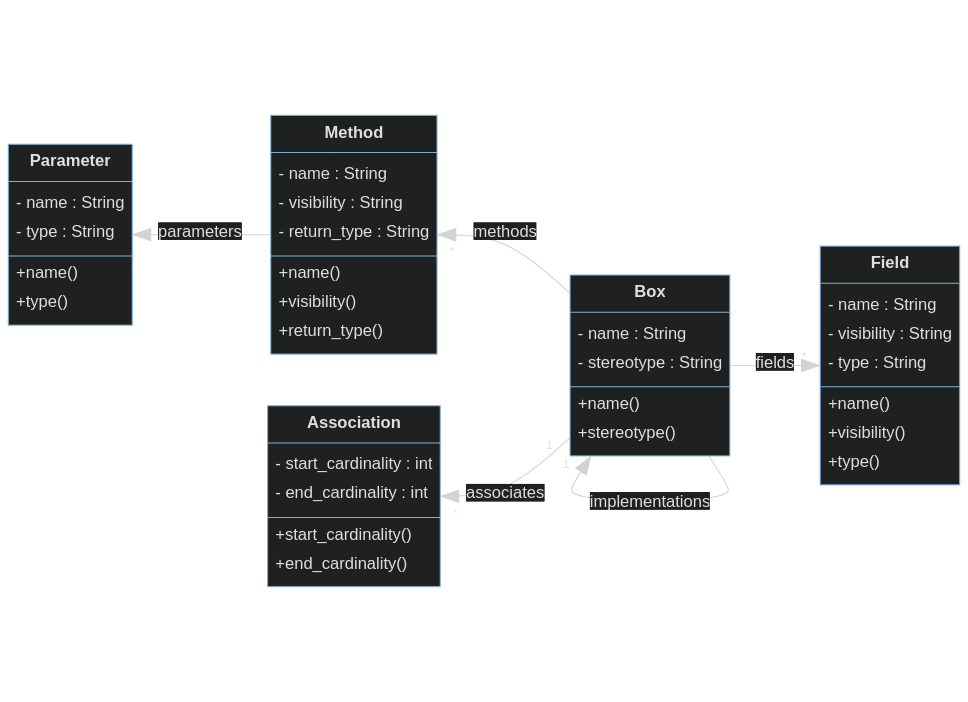 Parameter
- name : String
- type : String
+name()
+type()
parameters
Method
- name : String
- visibility : String
- return_type : String
+name()
+visibility()
+return_type()
methods
*
Association
- start_cardinality : int
- end_cardinality : int
+start_cardinality()
+end_cardinality()
associates
1
*
Box
- name : String
- stereotype : String
+name()
+stereotype()
1
implementations
fields
*
Field
- name : String
- visibility : String
- type : String
+name()
+visibility()
+type()